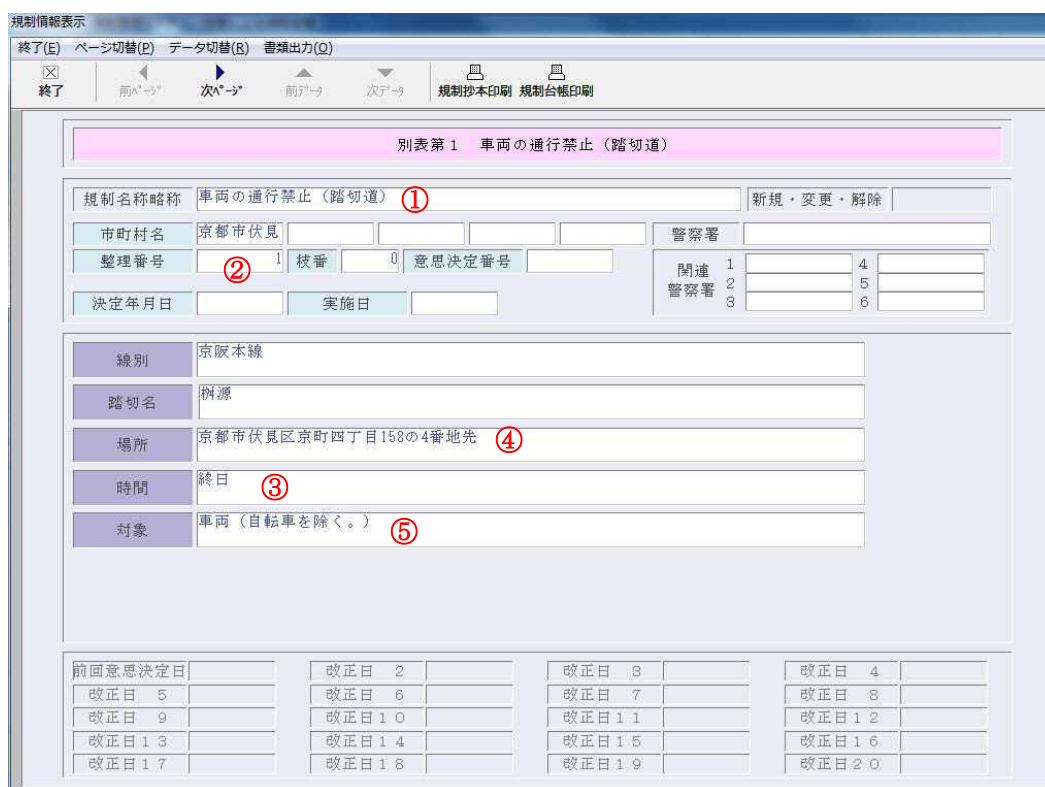 規制情報表示
終了(E) ページ切替(P) データ切替(R) 書類出力(O)
終了 前ページ 次ページ 前データ 次データ 規制抄本印刷 規制台帳印刷
別表第1 車両の通行禁止（踏切道）
規制名称略称 車両の通行禁止（踏切道） ① 新規・変更・解除
市町村名 京都市伏見 警察署
整理番号 ② 1 枝番 0 意思決定番号
関連警察署 1 2 3 4 5 6
決定年月日 実施日
線別 京阪本線
踏切名 桝源
場所 京都市伏見区京町四丁目158の4番地先 ④
時間 終日 ③
対象 車両（自転車を除く。） ⑤
前回意思決定日 改正日 2 改正日 3 改正日 4
改正日 5 改正日 6 改正日 7 改正日 8
改正日 9 改正日10 改正日11 改正日12
改正日13 改正日14 改正日15 改正日16
改正日17 改正日18 改正日19 改正日20